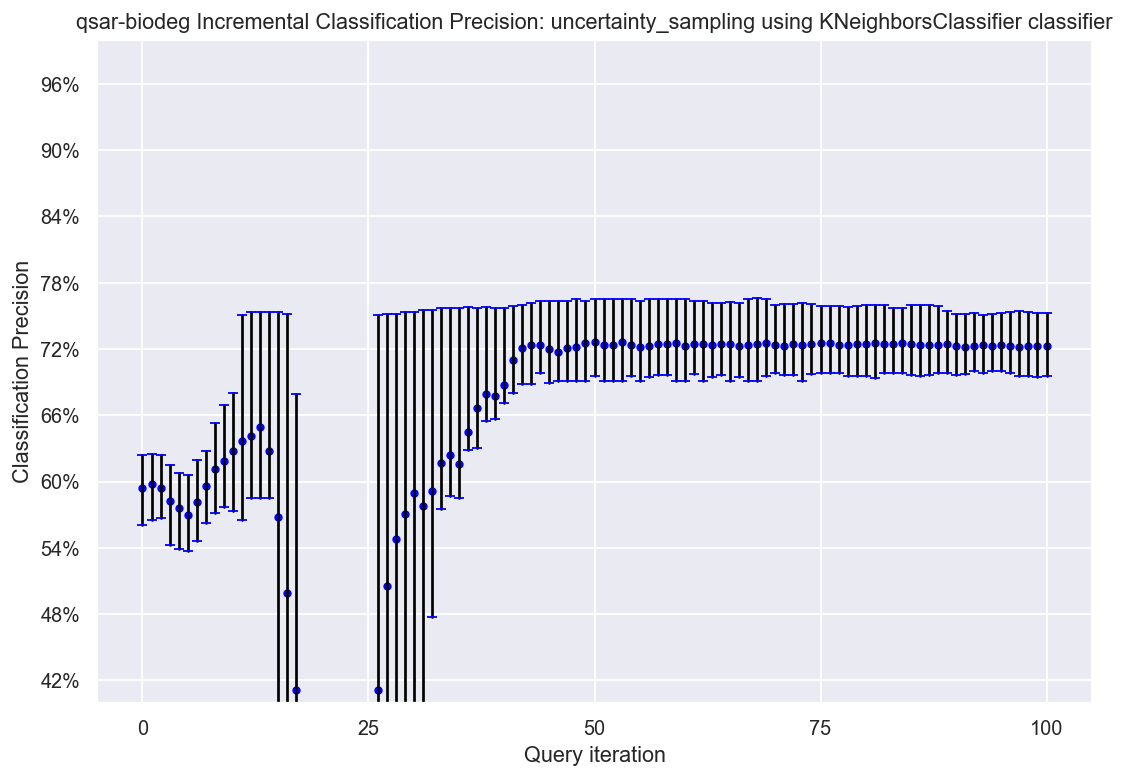 qsar-biodeg Incremental Classification Precision: uncertainty_sampling using KNeighborsClassifier classifier
96%
90%
84%
78%
72%
66%
60%
54%
48%
42%
Classification Precision
0 25 50 75 100
Query iteration